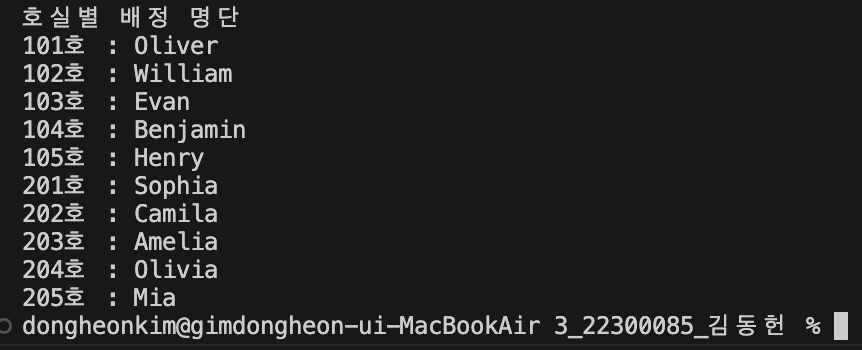 호실별 배정 명단
101호 : Oliver
102호 : William
103호 : Evan
104호 : Benjamin
105호 : Henry
201호 : Sophia
202호 : Camila
203호 : Amelia
204호 : Olivia
205호 : Mia
dongheonkim@gimdongheon-ui-MacBookAir 3_22300085_김동헌 %